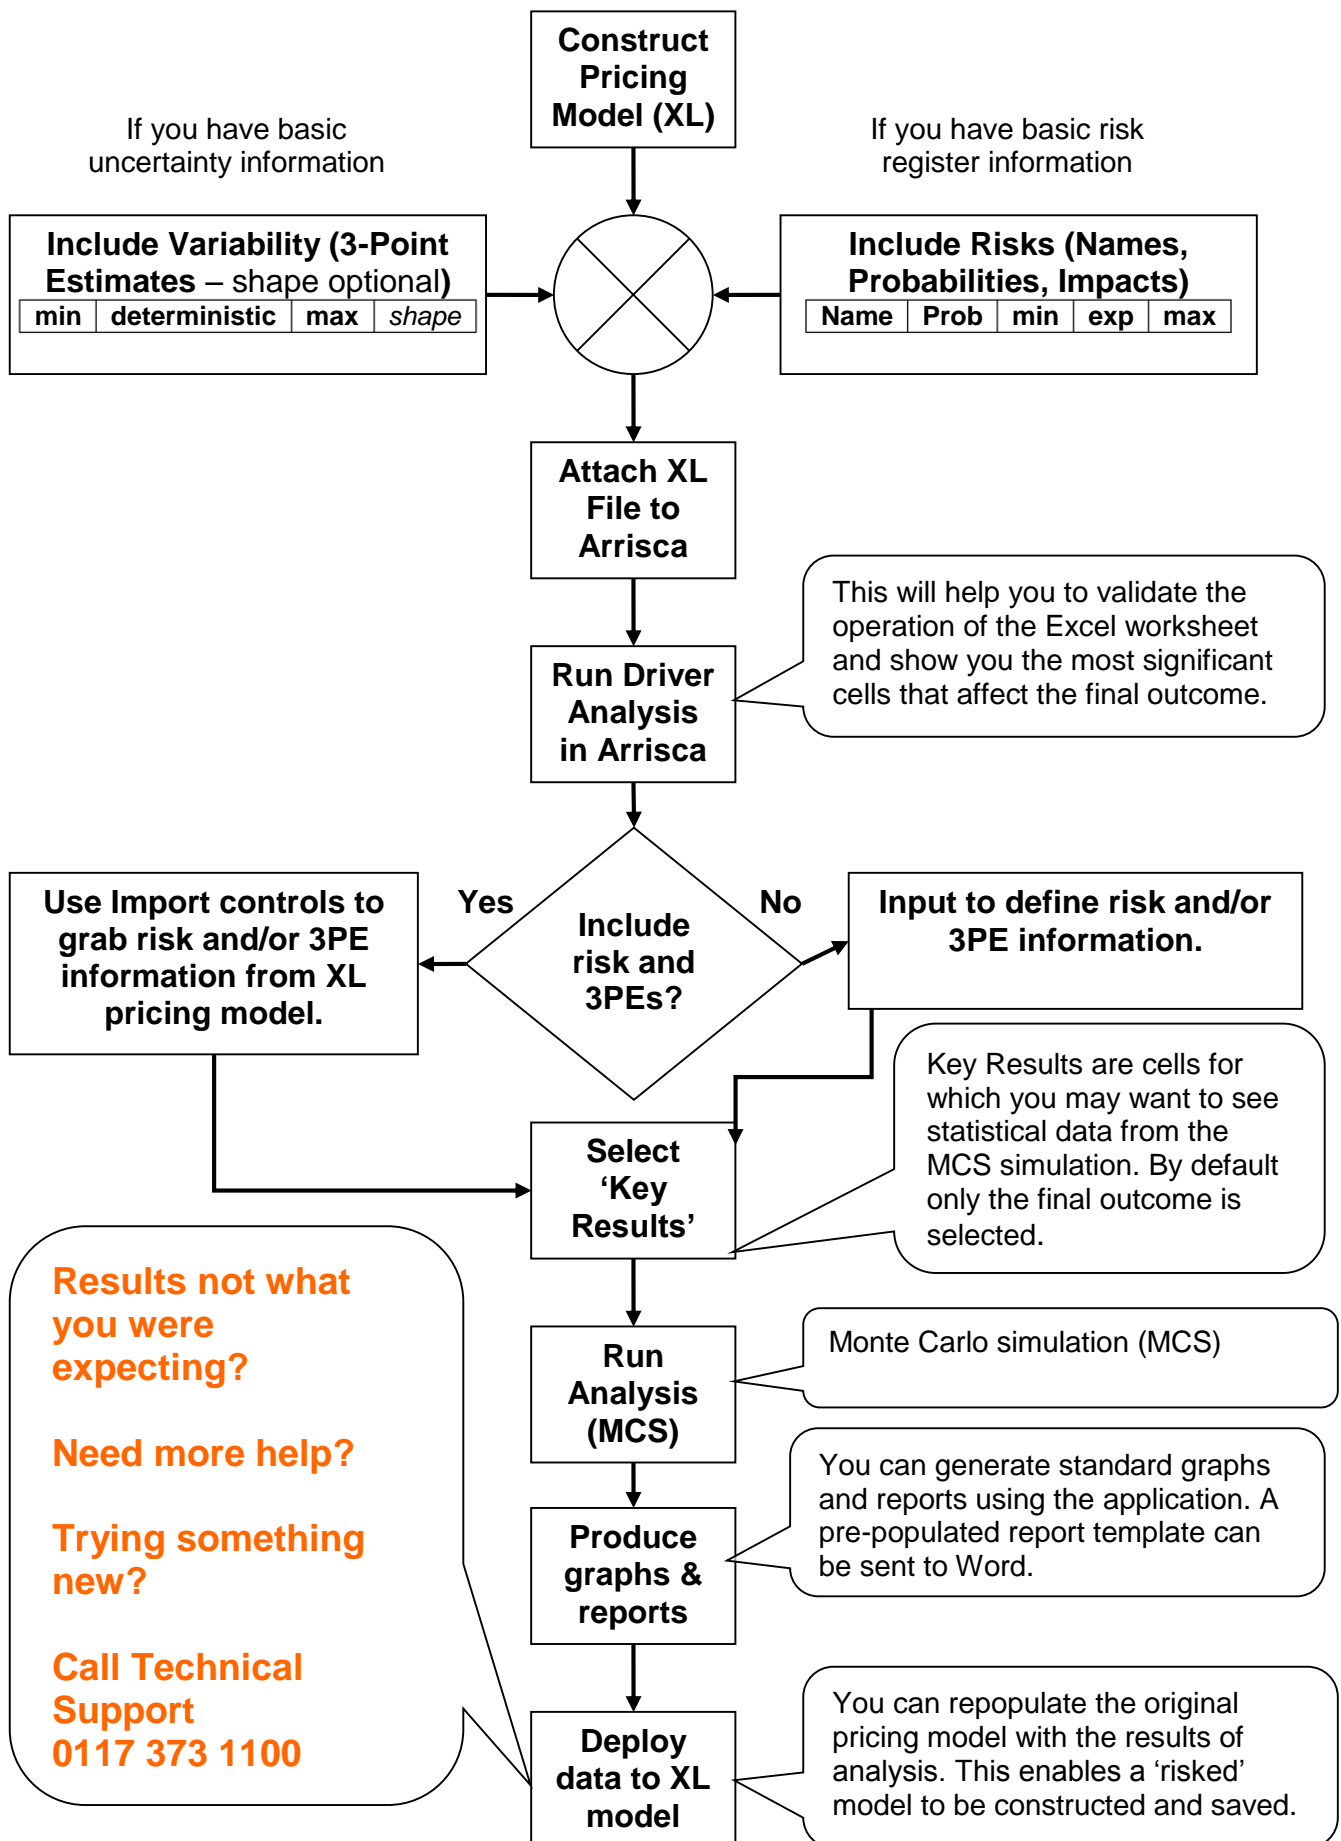 Construct
Pricing
Model (XL)
If you have basic
uncertainty information
If you have basic risk
register information
Include Variability (3-Point
Estimates – shape optional)
min deterministic max shape
Include Risks (Names,
Probabilities, Impacts)
Name Prob min exp max
Attach XL
File to
Arrisca
This will help you to validate the
operation of the Excel worksheet
and show you the most significant
cells that affect the final outcome.
Run Driver
Analysis
in Arrisca
Use Import controls to
grab risk and/or 3PE
information from XL
pricing model.
Yes
Include
risk and
3PEs?
No
Input to define risk and/or
3PE information.
Key Results are cells for
which you may want to see
statistical data from the
MCS simulation. By default
only the final outcome is
selected.
Select
‘Key
Results’
Results not what
you were
expecting?
Need more help?
Trying something
new?
Call Technical
Support
0117 373 1100
Run
Analysis
(MCS)
Monte Carlo simulation (MCS)
Produce
graphs &
reports
You can generate standard graphs
and reports using the application. A
pre-populated report template can
be sent to Word.
Deploy
data to XL
model
You can repopulate the original
pricing model with the results of
analysis. This enables a ‘risked’
model to be constructed and saved.